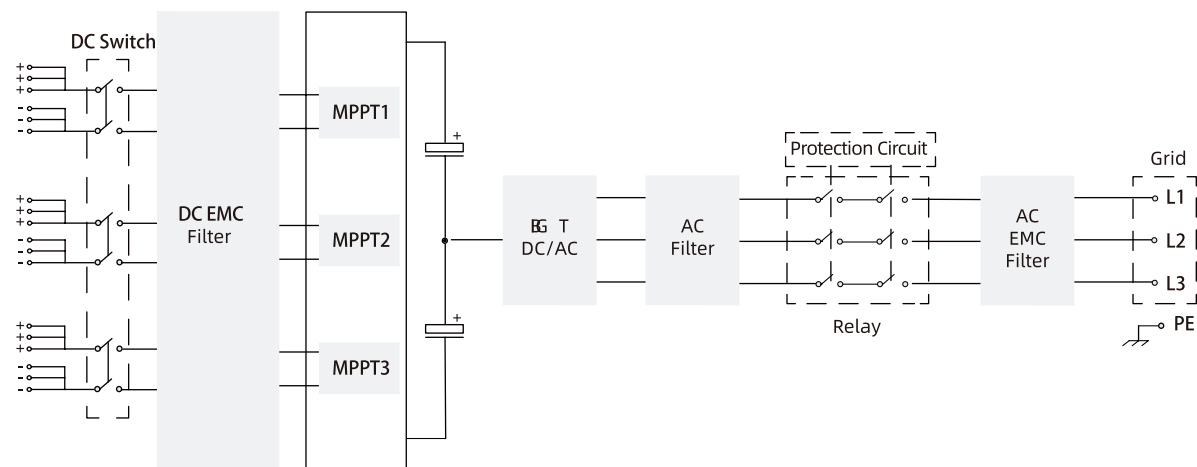 DC Switch
+
+
+
-
-
-
+
+
+
-
-
-
+
+
+
-
-
-
DC EMC
Filter
MPPT1
MPPT2
MPPT3
+
+
DC/AC
AC
Filter
Protection Circuit
Relay
AC
EMC
Filter
Grid
L1
L2
L3
PE